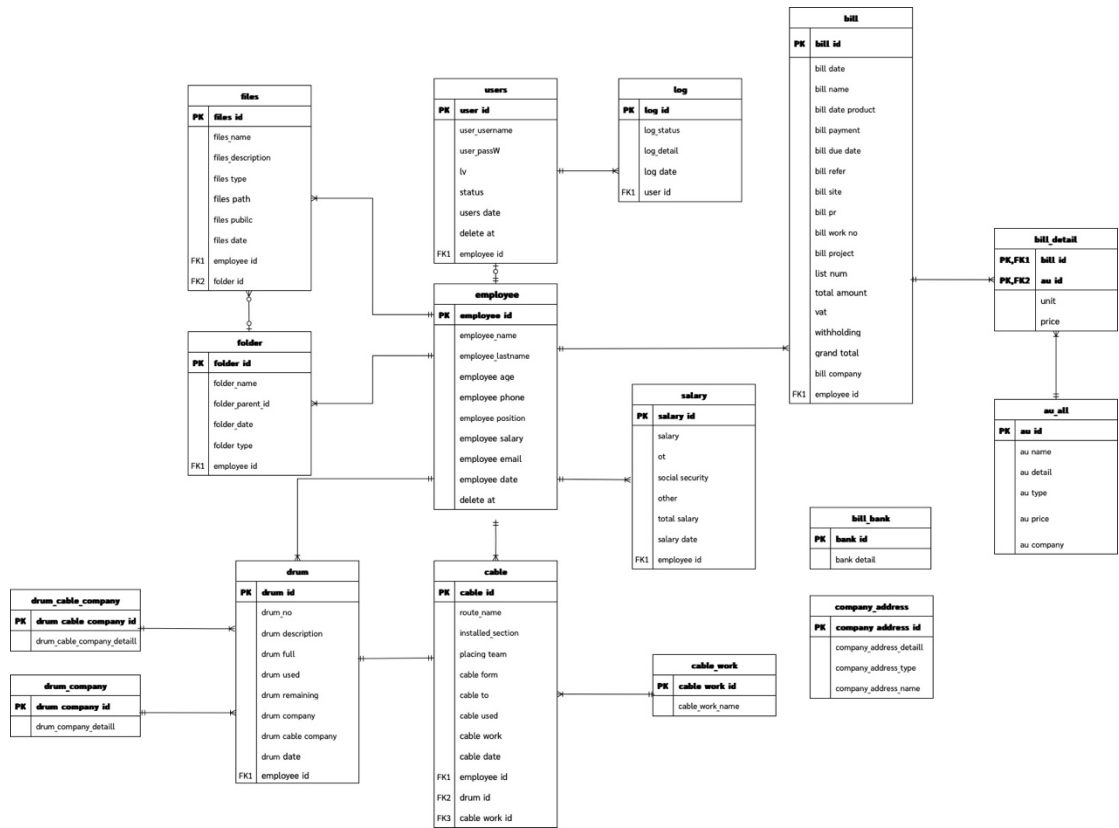 bill
PK bill id
bill date
bill name
bill date product
bill payment
bill due date
bill refer
bill site
bill pr
bill work no
bill project
list num
total amount
vat
withholding
grand total
bill company
FK1 employee id
files
PK files id
files_name
files_description
files type
files path
files pubilc
files date
FK1 employee id
FK2 folder id
users
PK user id
user_username
user_passW
lv
status
users date
delete at
FK1 employee id
log
PK log id
log_status
log_detail
log date
FK1 user id
bill_detail
PK,FK1 bill id
PK,FK2 au id
unit
price
employee
PK employee id
employee_name
employee_lastname
employee age
employee phone
employee position
employee salary
employee email
employee date
delete at
folder
PK folder id
folder_name
folder_parent_id
folder_date
folder type
FK1 employee id
salary
PK salary id
salary
ot
social security
other
total salary
salary date
FK1 employee id
au_all
PK au id
au name
au detail
au type
au price
au company
bill_bank
PK bank id
bank detail
drum
PK drum id
drum_no
drum description
drum full
drum used
drum remaining
drum company
drum cable company
drum date
FK1 employee id
cable
PK cable id
route_name
installed_section
placing team
cable form
cable to
cable used
cable work
cable date
FK1 employee id
FK2 drum id
FK3 cable work id
drum_cable_company
PK drum cable company id
drum_cable_company_detaill
drum_company
PK drum company id
drum_company_detaill
cable_work
PK cable work id
cable_work_name
company_address
PK company address id
company_address_detaill
company_address_type
company_address_name